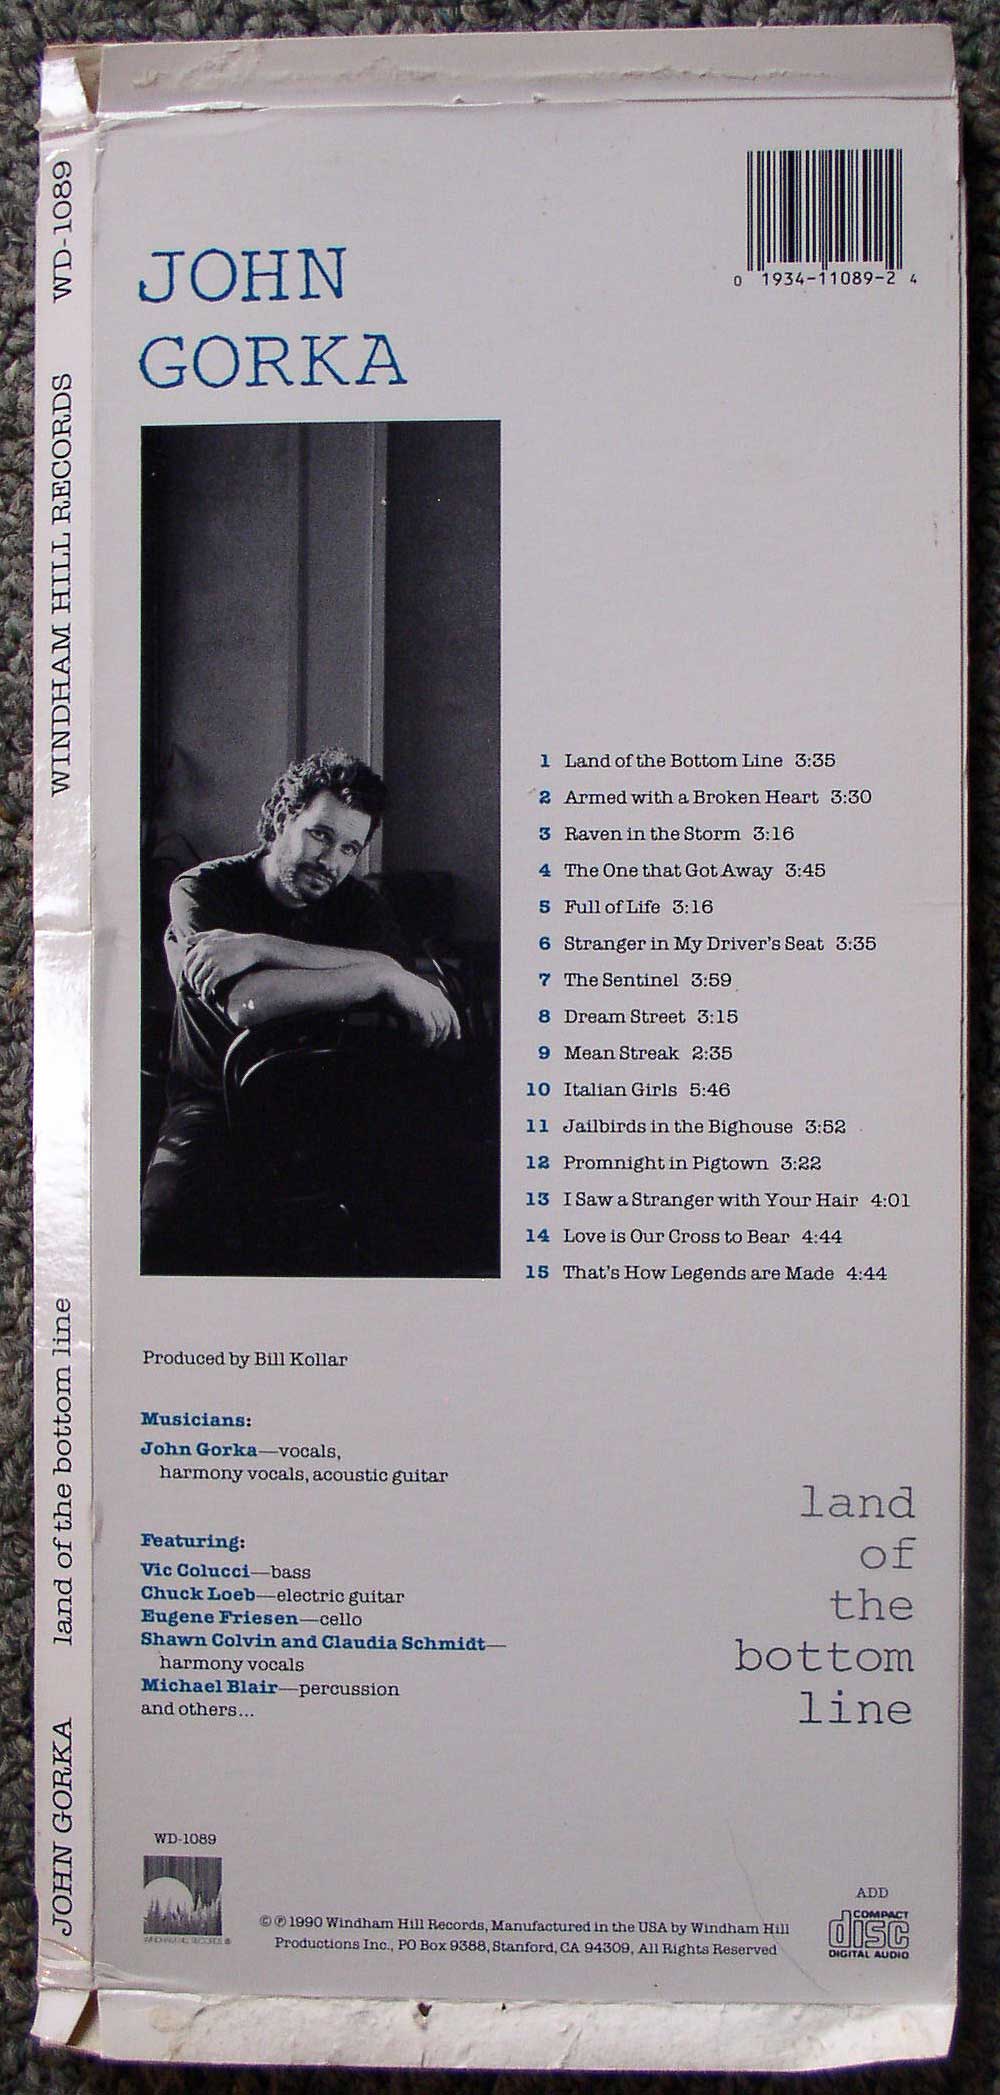 JOHN GORKA land of the bottom line WINDHAM HILL RECORDS WD-1089
0 1934-11089-2 4
JOHN
GORKA
1 Land of the Bottom Line 3:35
2 Armed with a Broken Heart 3:30
3 Raven in the Storm 3:16
4 The One that Got Away 3:45
5 Full of Life 3:16
6 Stranger in My Driver's Seat 3:35
7 The Sentinel 3:59
8 Dream Street 3:15
9 Mean Streak 2:35
10 Italian Girls 5:46
11 Jailbirds in the Bighouse 3:52
12 Promnight in Pigtown 3:22
13 I Saw a Stranger with Your Hair 4:01
14 Love is Our Cross to Bear 4:44
15 That's How Legends are Made 4:44
Produced by Bill Kollar
Musicians:
John Gorka—vocals,
harmony vocals, acoustic guitar
Featuring:
Vic Colucci—bass
Chuck Loeb—electric guitar
Eugene Friesen—cello
Shawn Colvin and Claudia Schmidt—
harmony vocals
Michael Blair—percussion
and others...
land
of
the
bottom
line
WD-1089
WINDHAM HILL RECORDS ®
© ℗ 1990 Windham Hill Records, Manufactured in the USA by Windham Hill
Productions Inc., PO Box 9388, Stanford, CA 94309, All Rights Reserved
ADD
COMPACT
disc
DIGITAL AUDIO